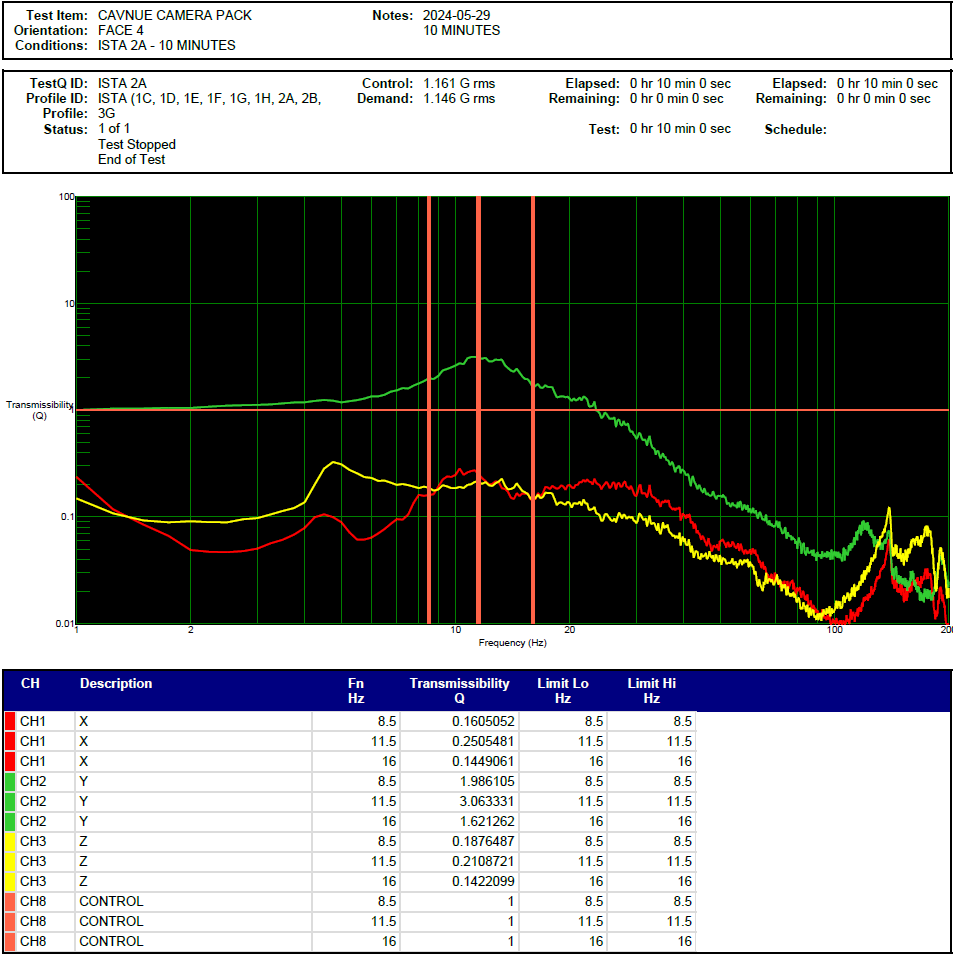 Test Item: CAVNUE CAMERA PACK Notes: 2024-05-29
Orientation: FACE 4 10 MINUTES
Conditions: ISTA 2A - 10 MINUTES
TestQ ID: ISTA 2A Control: 1.161 G rms Elapsed: 0 hr 10 min 0 sec Elapsed: 0 hr 10 min 0 sec
Profile ID: ISTA (1C, 1D, 1E, 1F, 1G, 1H, 2A, 2B, Demand: 1.146 G rms Remaining: 0 hr 0 min 0 sec Remaining: 0 hr 0 min 0 sec
Profile: 3G
Status: 1 of 1 Test: 0 hr 10 min 0 sec Schedule:
Test Stopped
End of Test
100
10
Transmissibility 1
(Q)
0.1
0.01
1 2 10 20 100 200
Frequency (Hz)
CH Description Fn Transmissibility Limit Lo Limit Hi
Hz Q Hz Hz
CH1 X 8.5 0.1605052 8.5 8.5
CH1 X 11.5 0.2505481 11.5 11.5
CH1 X 16 0.1449061 16 16
CH2 Y 8.5 1.986105 8.5 8.5
CH2 Y 11.5 3.063331 11.5 11.5
CH2 Y 16 1.621262 16 16
CH3 Z 8.5 0.1876487 8.5 8.5
CH3 Z 11.5 0.2108721 11.5 11.5
CH3 Z 16 0.1422099 16 16
CH8 CONTROL 8.5 1 8.5 8.5
CH8 CONTROL 11.5 1 11.5 11.5
CH8 CONTROL 16 1 16 16